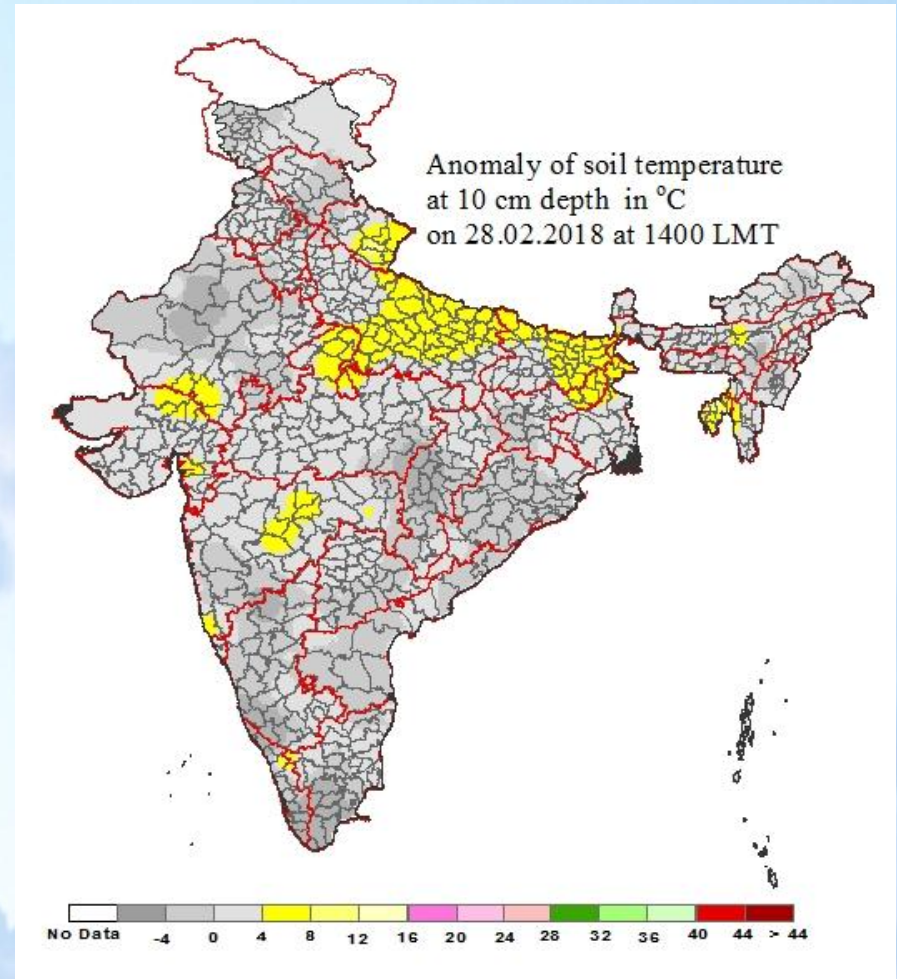 Anomaly of soil temperature
at 10 cm depth in °C
on 28.02.2018 at 1400 LMT
No Data -4 0 4 8 12 16 20 24 28 32 36 40 44 > 44